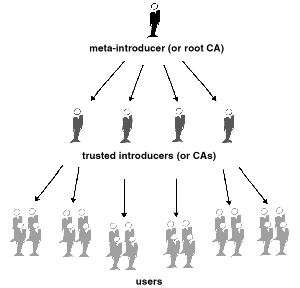 meta-introducer (or root CA)
trusted introducers (or CAs)
users